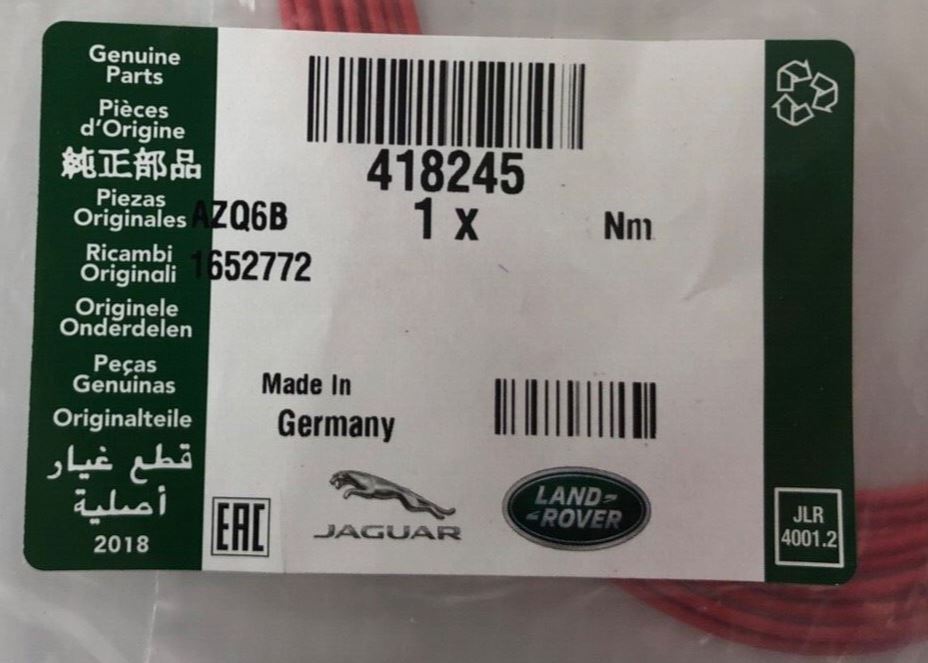 Genuine
Parts
Pièces
d'Origine
純正部品
Piezas
Originales
Ricambi
Originali
Originele
Onderdelen
Peças
Genuinas
Originalteile
قطع غيار
أصلية
2018
418245
AZQ6B
1 x
Nm
1652772
Made In
Germany
EAC
JAGUAR
LAND-
-ROVER
JLR
4001.2